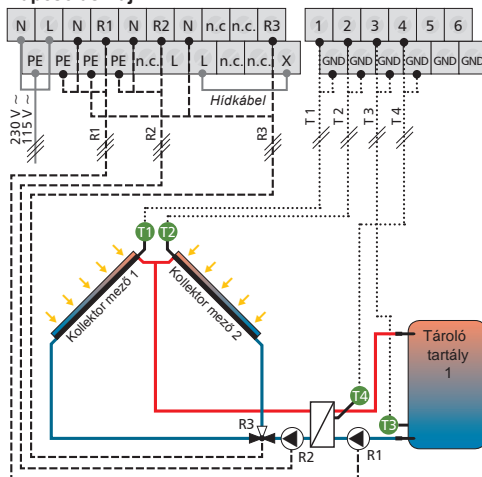 N L N R1 N R2 N n.c. n.c. R3
1 2 3 4 5 6
PE PE PE PE n.c. L L X
GND GND GND GND GND GND
Hídkábel
230 V ~
115 V ~
R1
R2
R3
T 1
T 2
T 3
T 4
T1 T2
Kollektor mező 1
Kollektor mező 2
Tároló
tartály
1
T4
T3
R3
R2
R1